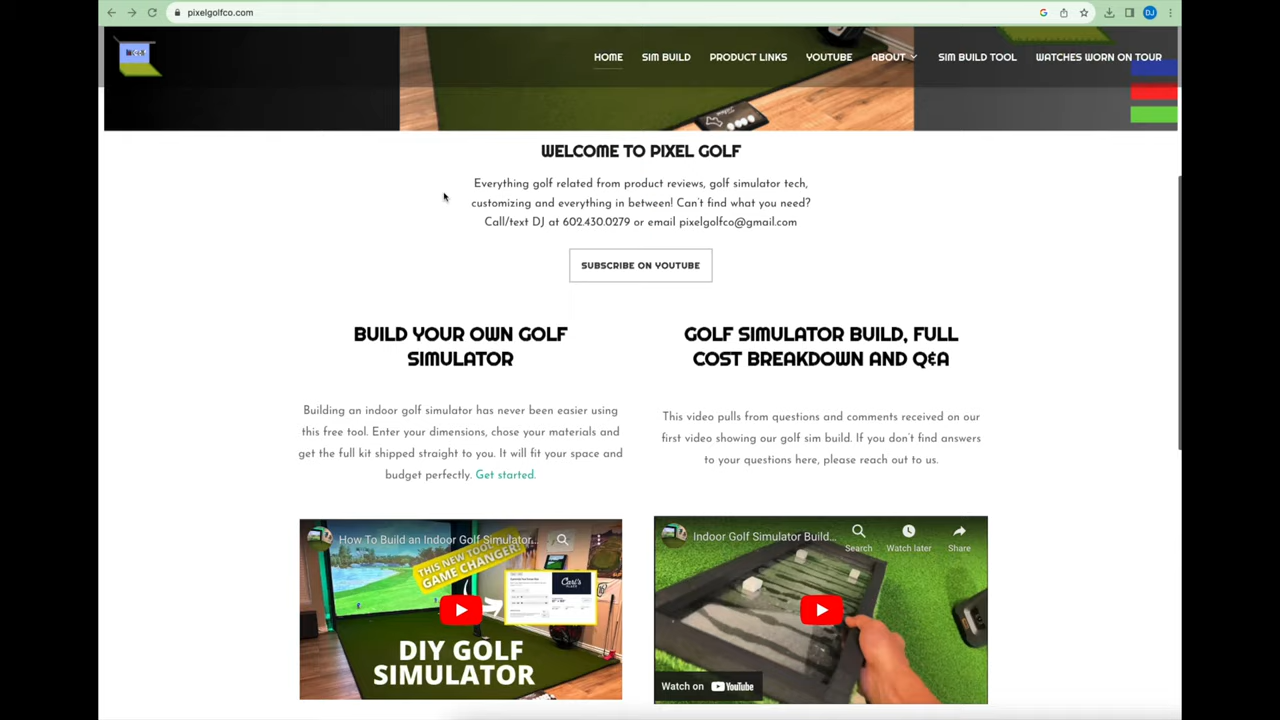 pixelgolfco.com
DJ
HOME
SIM BUILD
PRODUCT LINKS
YOUTUBE
ABOUT
SIM BUILD TOOL
WATCHES WORN ON TOUR
WELCOME TO PIXEL GOLF
Everything golf related from product reviews, golf simulator tech,
customizing and everything in between! Can't find what you need?
Call/text DJ at 602.430.0279 or email pixelgolfco@gmail.com
SUBSCRIBE ON YOUTUBE
BUILD YOUR OWN GOLF
SIMULATOR
Building an indoor golf simulator has never been easier using
this free tool. Enter your dimensions, chose your materials and
get the full kit shipped straight to you. It will fit your space and
budget perfectly. Get started.
How To Build an Indoor Golf Simulator...
THIS NEW TOOL
GAME CHANGER!
Carl's
PLACE
DIY GOLF
SIMULATOR
GOLF SIMULATOR BUILD, FULL
COST BREAKDOWN AND Q&A
This video pulls from questions and comments received on our
first video showing our golf sim build. If you don't find answers
to your questions here, please reach out to us.
Indoor Golf Simulator Build...
Search
Watch later
Share
Watch on YouTube